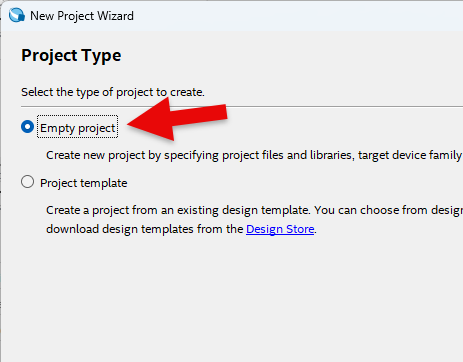 New Project Wizard
Project Type
Select the type of project to create.
Empty project
Create new project by specifying project files and libraries, target device family
Project template
Create a project from an existing design template. You can choose from design
download design templates from the Design Store.